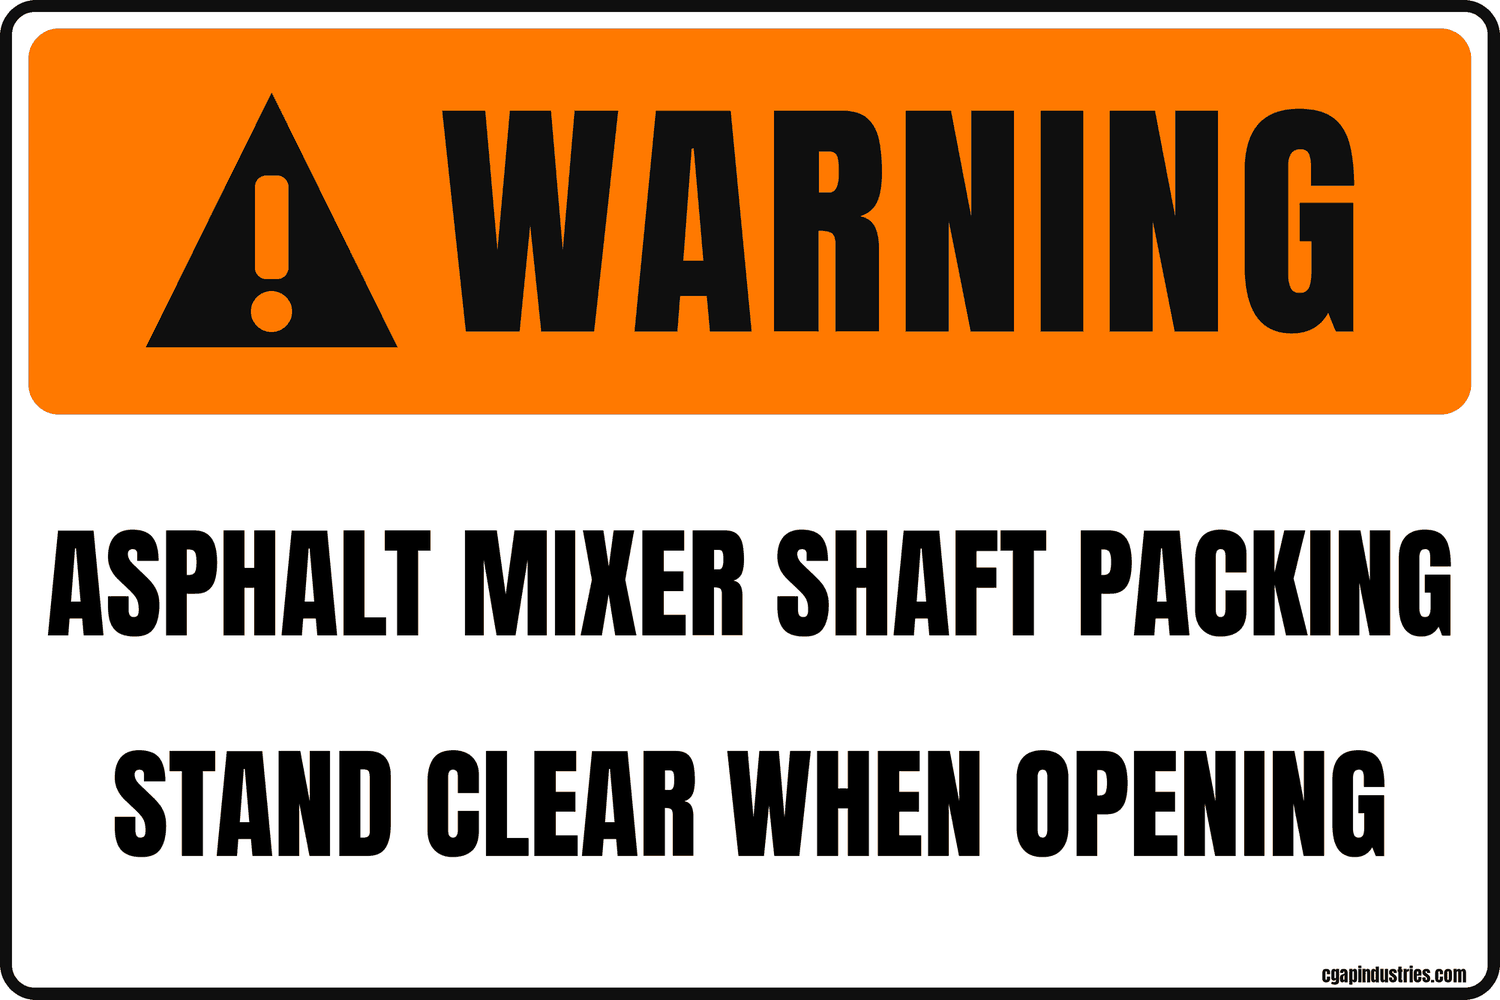 WARNING
ASPHALT MIXER SHAFT PACKING
STAND CLEAR WHEN OPENING
cgapindustries.com